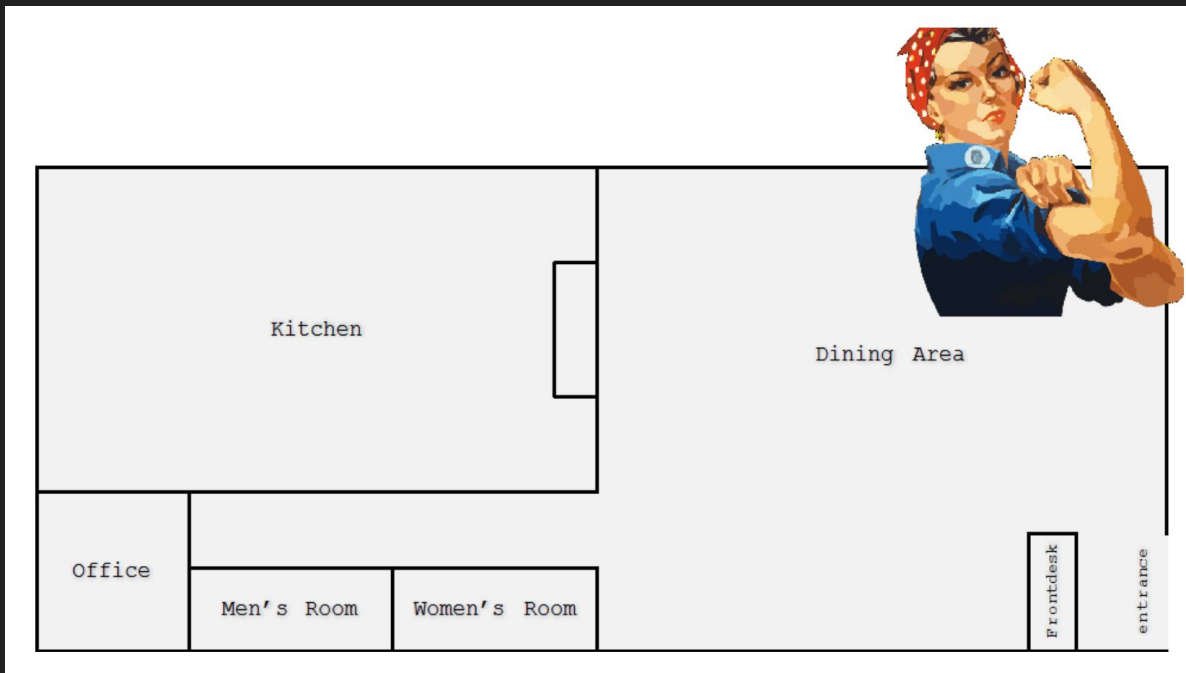 Kitchen
Dining Area
Office
Men's Room
Women's Room
Frontdesk
entrance